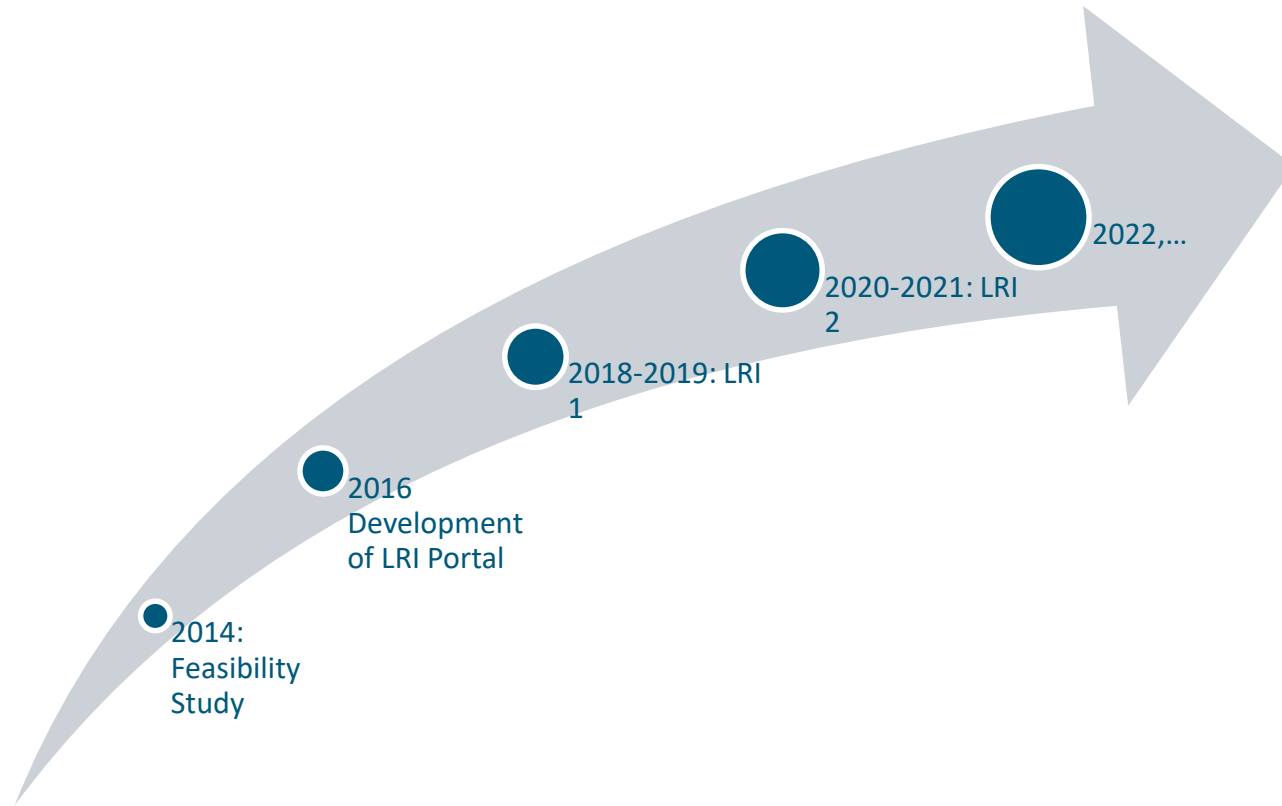 2014:
Feasibility
Study
2016
Development
of LRI Portal
2018-2019: LRI
1
2020-2021: LRI
2
2022,...